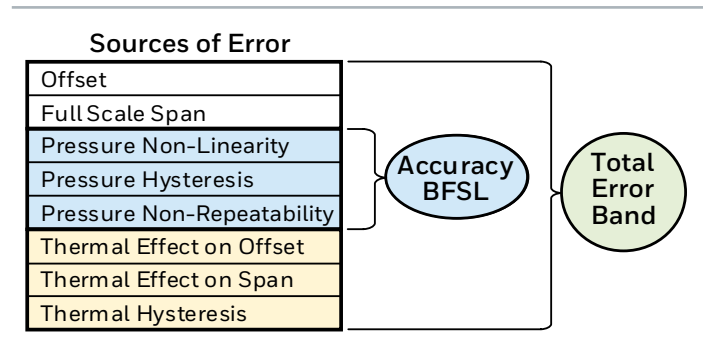 Sources of Error
Offset
Full Scale Span
Pressure Non-Linearity
Pressure Hysteresis
Pressure Non-Repeatability
Thermal Effect on Offset
Thermal Effect on Span
Thermal Hysteresis
Accuracy
BFSL
Total
Error
Band